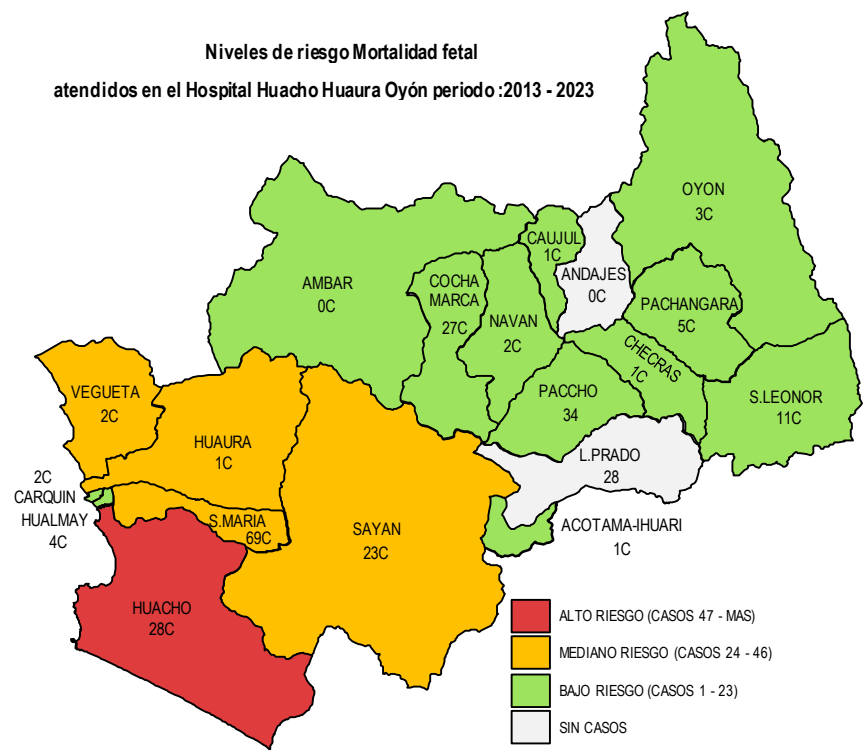 Niveles de riesgo Mortalidad fetal
atendidos en el Hospital Huacho Huaura Oyón periodo :2013 - 2023
OYON
3C
CAUJUL
1C
ANDAJES
0C
AMBAR
0C
COCHA
MARCA
27C
NAVAN
2C
PACHANGARA
5C
CHECRAS
1C
VEGUETA
2C
PACCHO
34
S.LEONOR
11C
HUAURA
1C
L.PRADO
28
2C
CARQUIN
HUALMAY
4C
S.MARIA
69C
SAYAN
23C
ACOTAMA-IHUARI
1C
HUACHO
28C
ALTO RIESGO (CASOS 47 - MAS)
MEDIANO RIESGO (CASOS 24 - 46)
BAJO RIESGO (CASOS 1 - 23)
SIN CASOS